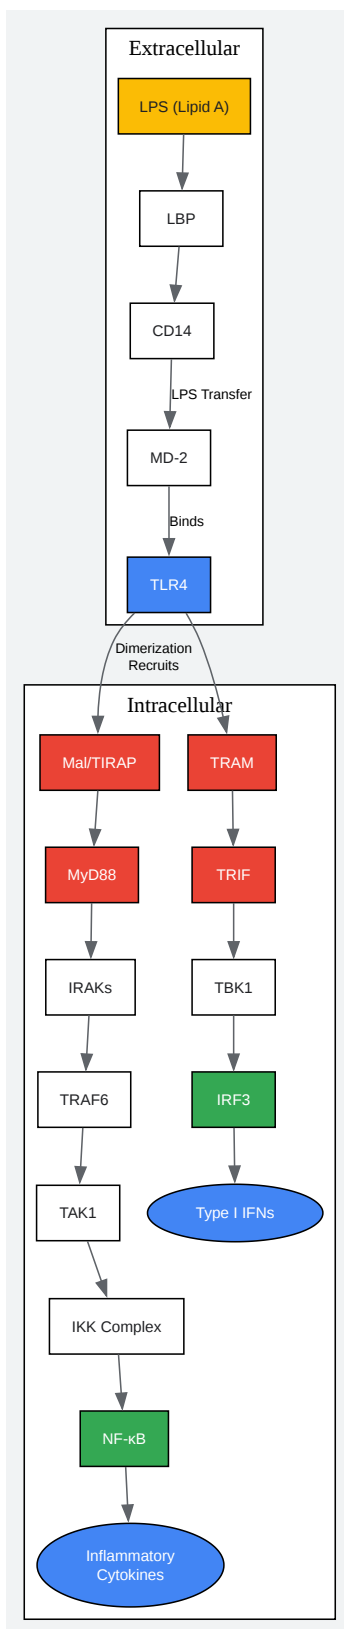 Extracellular
LPS (Lipid A)
LBP
CD14
LPS Transfer
MD-2
Binds
TLR4
Dimerization
Recruits
Intracellular
Mal/TIRAP
TRAM
MyD88
TRIF
IRAKs
TBK1
TRAF6
IRF3
TAK1
Type I IFNs
IKK Complex
NF-κB
Inflammatory
Cytokines